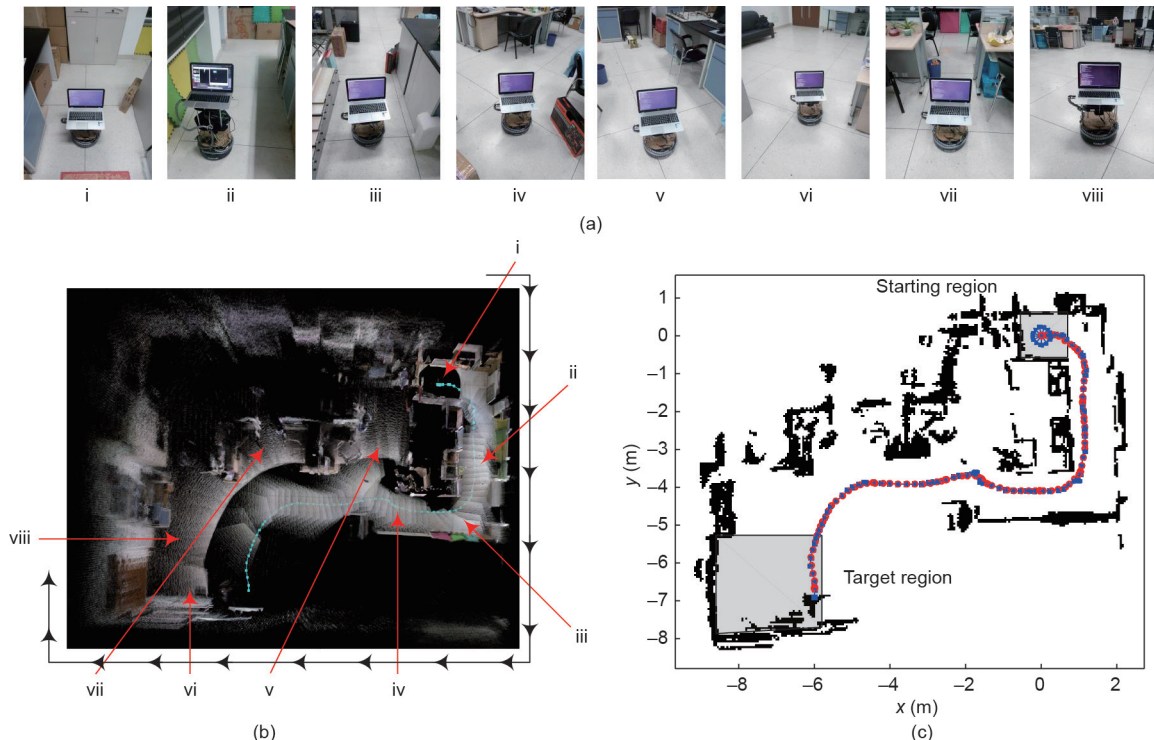 i ii iii iv v vi vii viii
(a)
i
ii
viii
iii
vii vi v iv
(b)
Starting region
Target region
1
0
−1
−2
−3
−4
−5
−6
−7
−8
y (m)
−8 −6 −4 −2 0 2
x (m)
(c)